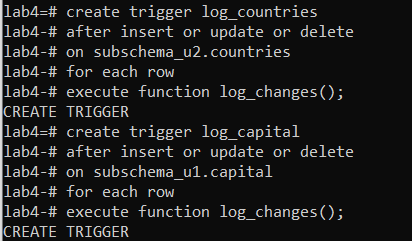 lab4=# create trigger log_countries
lab4-# after insert or update or delete
lab4-# on subschema_u2.countries
lab4-# for each row
lab4-# execute function log_changes();
CREATE TRIGGER
lab4=# create trigger log_capital
lab4-# after insert or update or delete
lab4-# on subschema_u1.capital
lab4-# for each row
lab4-# execute function log_changes();
CREATE TRIGGER